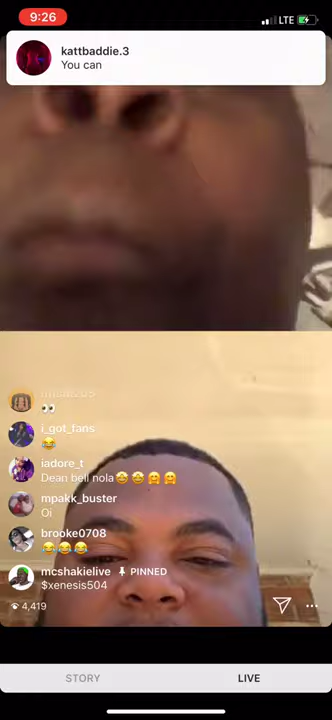 9:26
LTE
kattbaddie.3
You can
i_got_fans
😂
iadore_t
Dean bell nola🤩🤩🤗🤗
mpakk_buster
Oi
brooke0708
😂😂😂
mcshakielive PINNED
$xenesis504
4,419
STORY LIVE